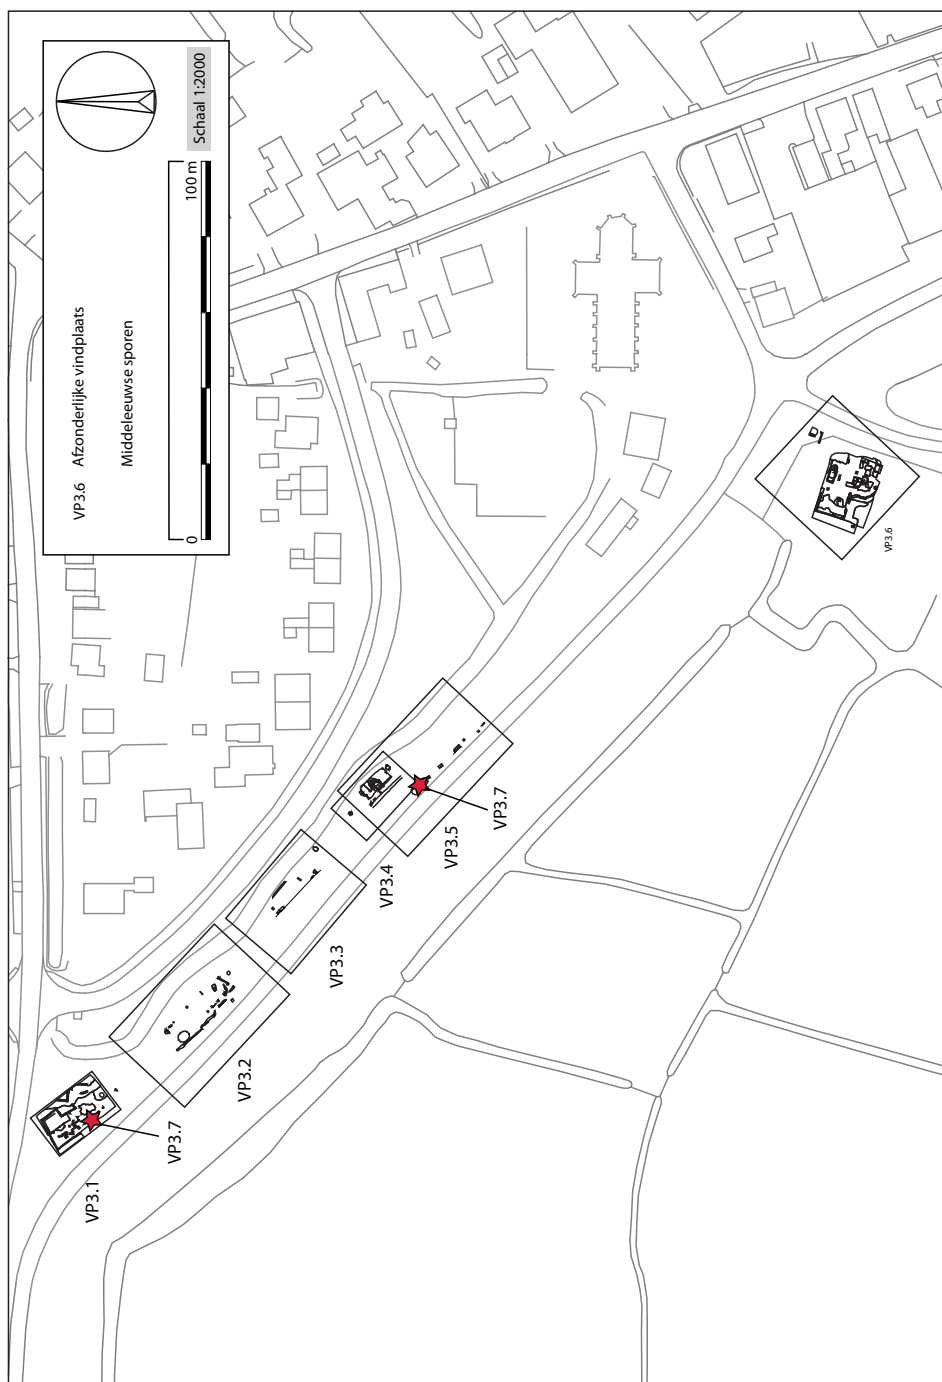 VP3.6 Afzonderlijke vindplaats
Middeleeuwse sporen
0
100 m
Schaal 1:2000
VP3.1
VP3.7
VP3.2
VP3.3
VP3.4
VP3.5
VP3.7
VP3.6